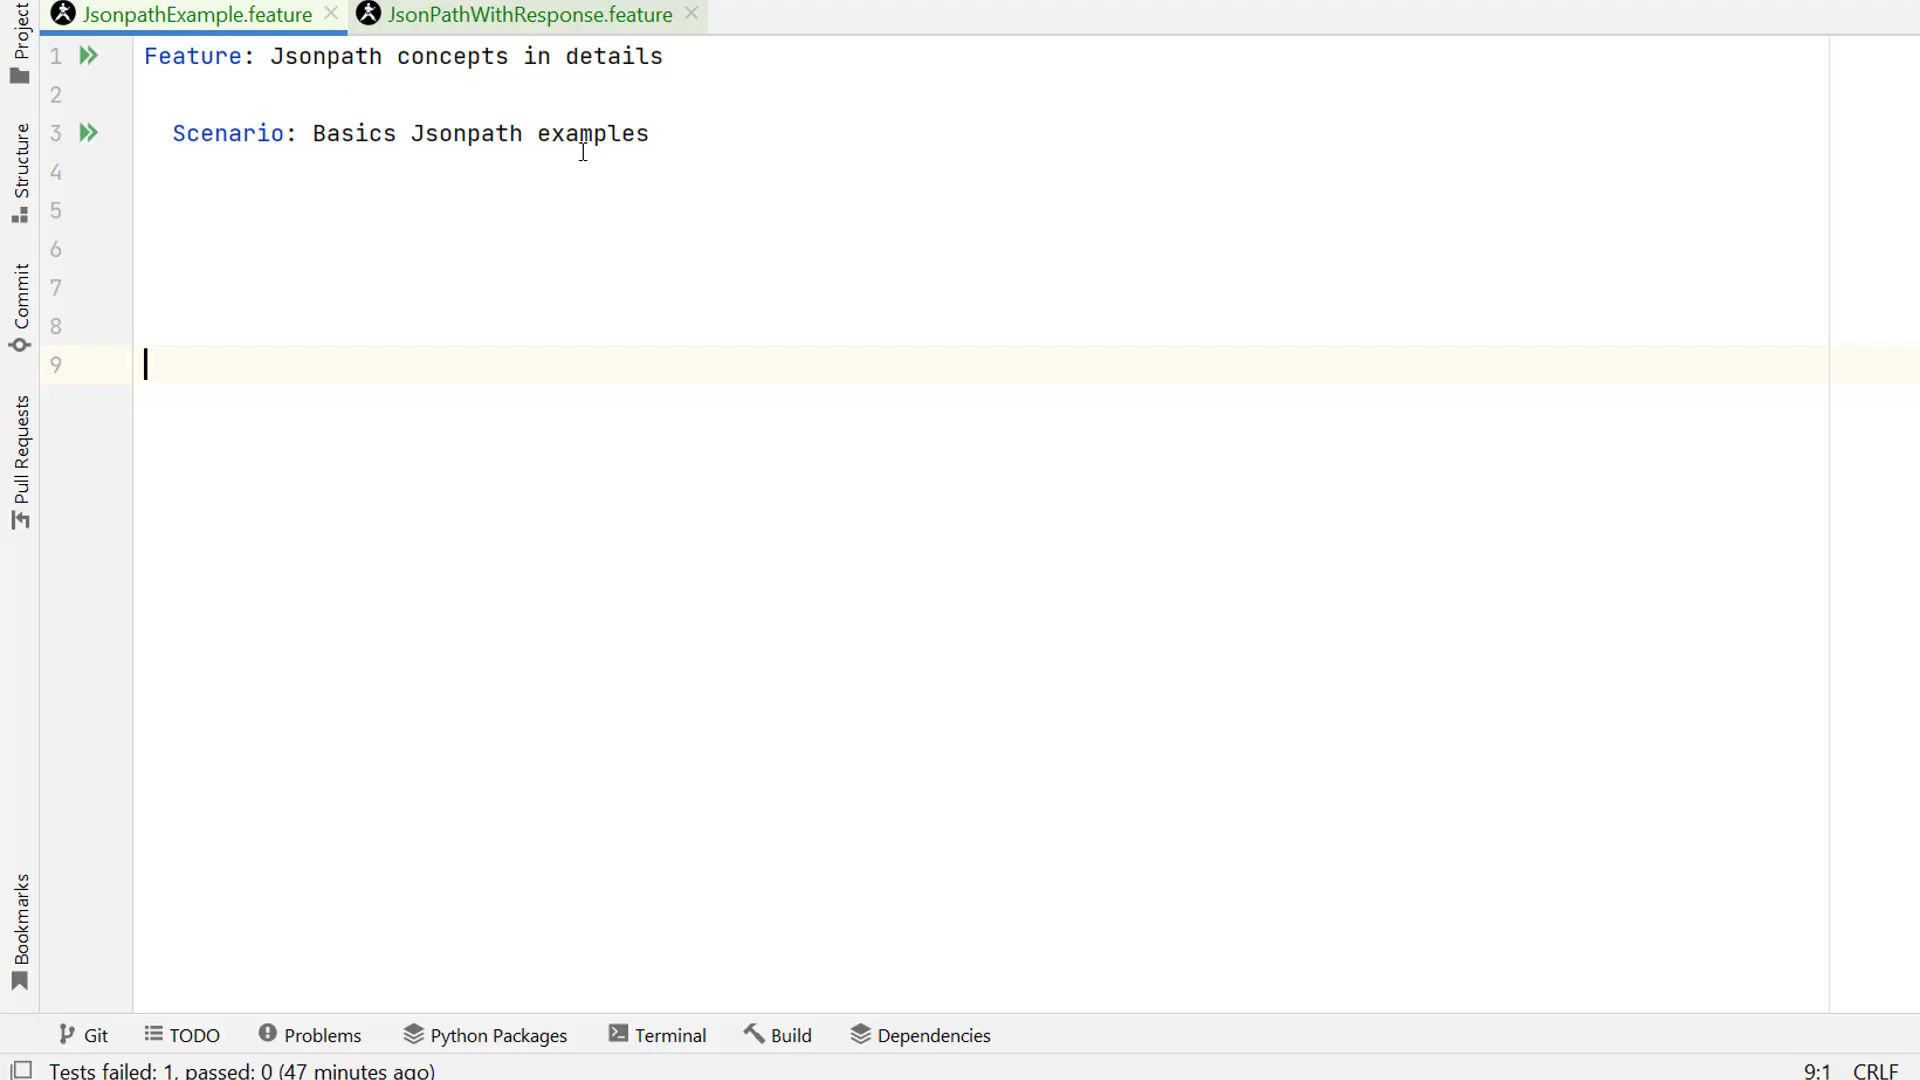 Project
JsonpathExample.feature
JsonPathWithResponse.feature
1 Feature: Jsonpath concepts in details
2
3 Scenario: Basics Jsonpath examples
4
5
6
7
8
9
Structure
Commit
Pull Requests
Bookmarks
Git TODO Problems Python Packages Terminal Build Dependencies
Tests failed: 1, passed: 0 (47 minutes ago) 9:1 CRLF